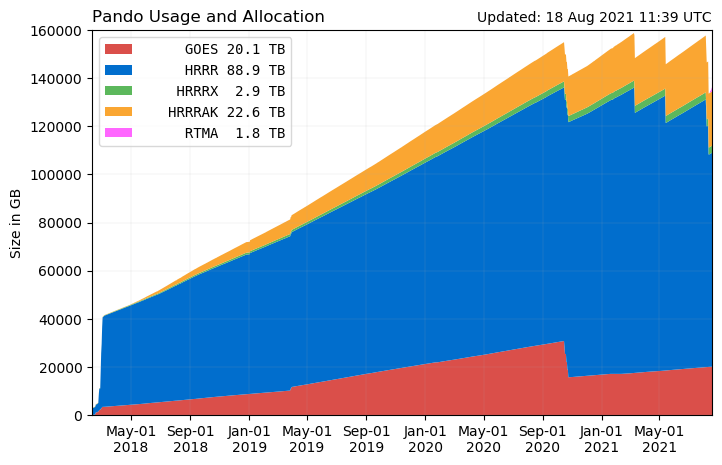 Pando Usage and Allocation
Updated: 18 Aug 2021 11:39 UTC
160000
140000
120000
100000
80000
60000
40000
20000
0
Size in GB
GOES 20.1 TB
HRRR 88.9 TB
HRRRX 2.9 TB
HRRRAK 22.6 TB
RTMA 1.8 TB
May-01 2018
Sep-01 2018
Jan-01 2019
May-01 2019
Sep-01 2019
Jan-01 2020
May-01 2020
Sep-01 2020
Jan-01 2021
May-01 2021